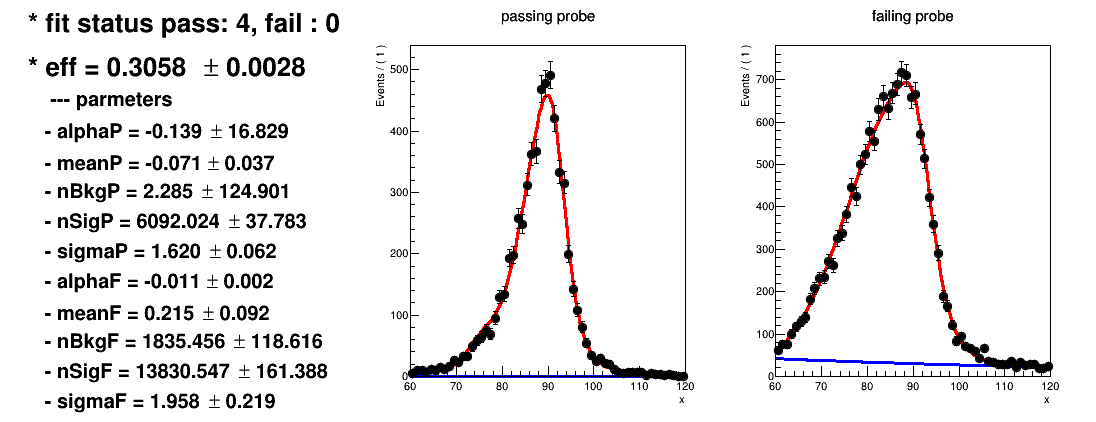 * fit status pass: 4, fail : 0
* eff = 0.3058 ± 0.0028
--- parmeters
- alphaP = -0.139 ± 16.829
- meanP = -0.071 ± 0.037
- nBkgP = 2.285 ± 124.901
- nSigP = 6092.024 ± 37.783
- sigmaP = 1.620 ± 0.062
- alphaF = -0.011 ± 0.002
- meanF = 0.215 ± 0.092
- nBkgF = 1835.456 ± 118.616
- nSigF = 13830.547 ± 161.388
- sigmaF = 1.958 ± 0.219
passing probe
Events / ( 1 )
500
400
300
200
100
0
60 70 80 90 100 110 120
x
failing probe
Events / ( 1 )
700
600
500
400
300
200
100
0
60 70 80 90 100 110 120
x